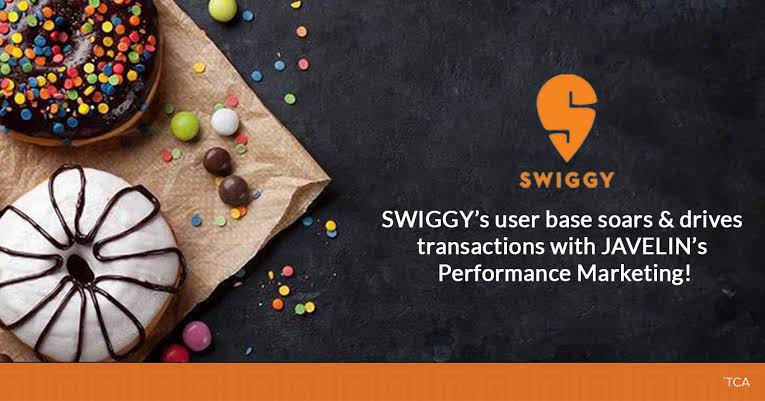 SWIGGY
SWIGGY's user base soars & drives
transactions with JAVELIN's
Performance Marketing!
'TCA